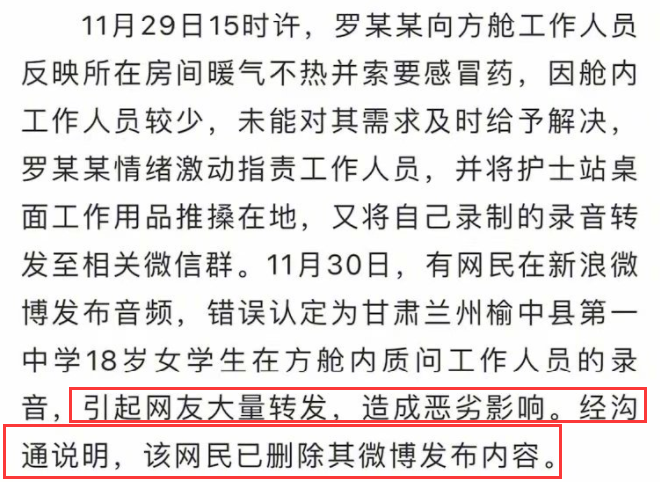 11月29日15时许，罗某某向方舱工作人员
反映所在房间暖气不热并索要感冒药，因舱内
工作人员较少，未能对其需求及时给予解决，
罗某某情绪激动指责工作人员，并将护士站桌
面工作用品推搡在地，又将自己录制的录音转
发至相关微信群。11月30日，有网民在新浪微
博发布音频，错误认定为甘肃兰州榆中县第一
中学18岁女学生在方舱内质问工作人员的录
音，引起网友大量转发，造成恶劣影响。经沟
通说明，该网民已删除其微博发布内容。